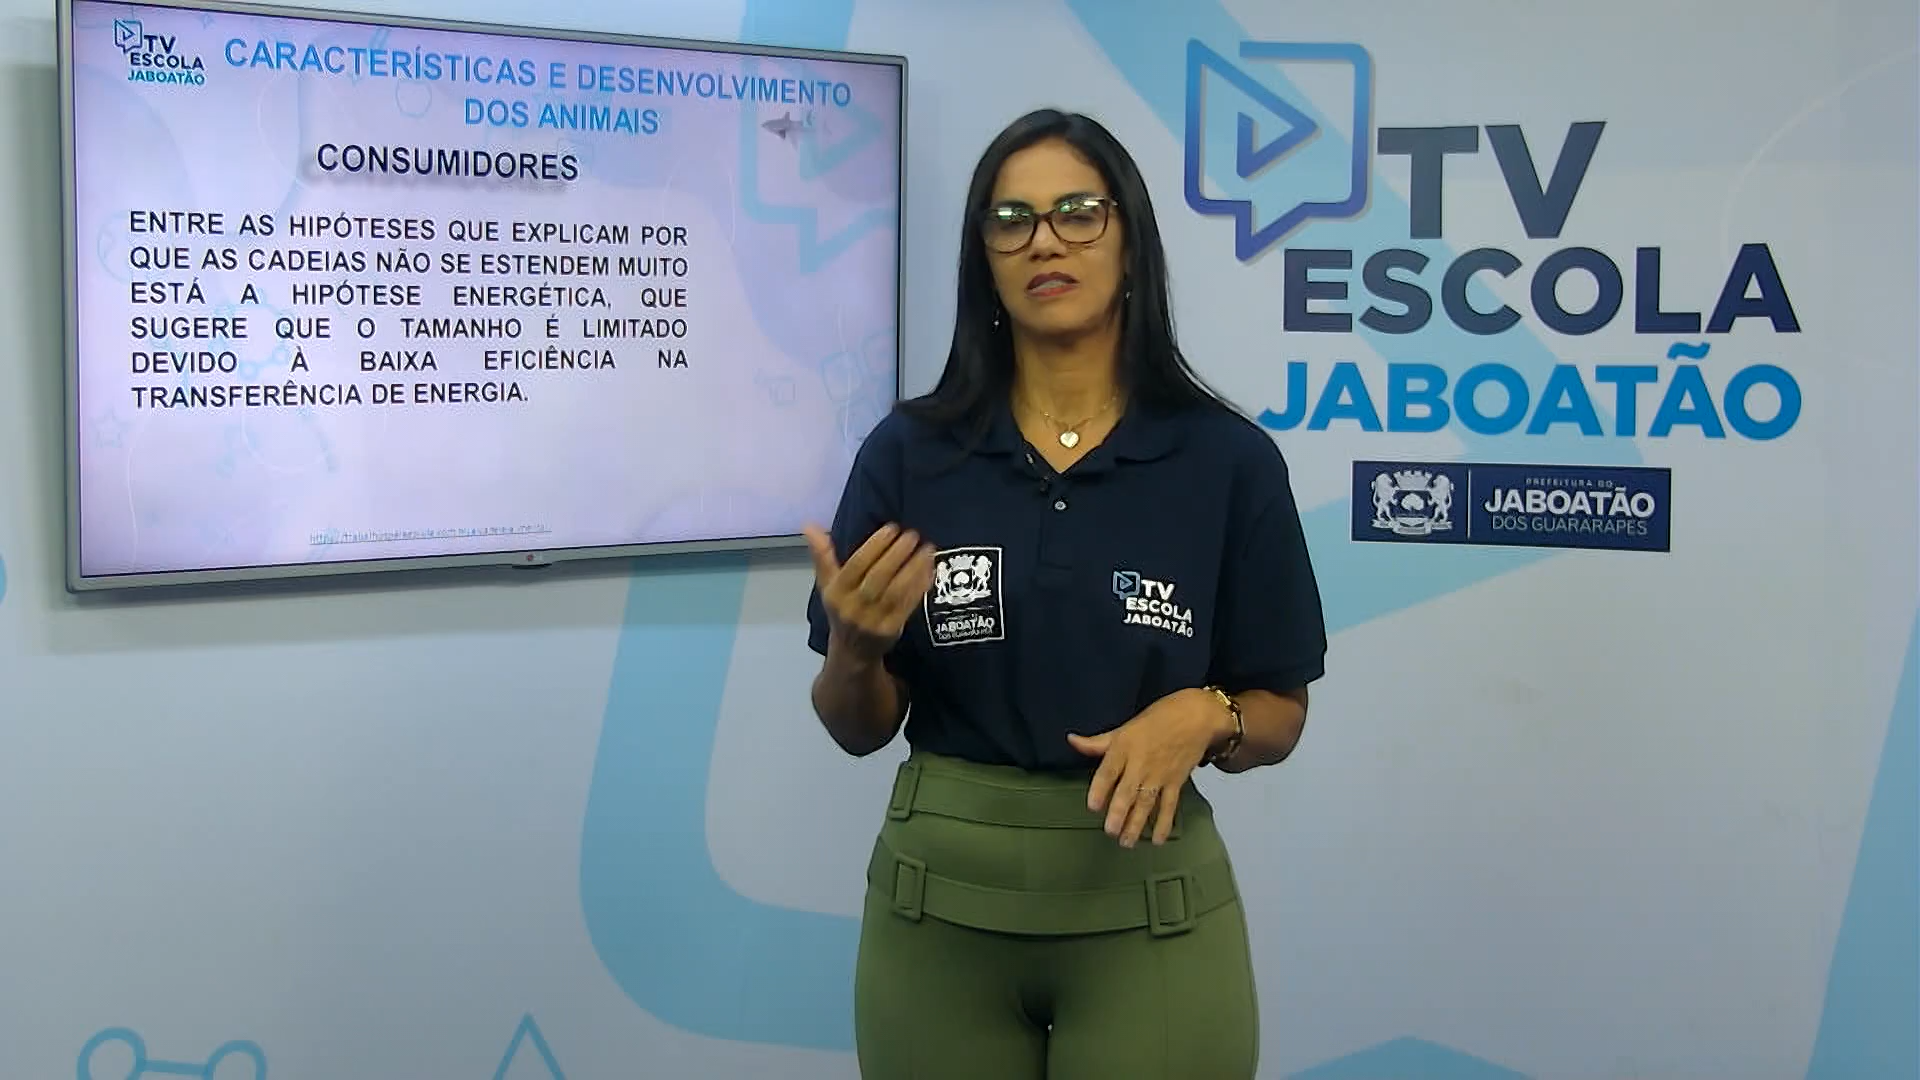 TV
ESCOLA
JABOATÃO
CARACTERÍSTICAS E DESENVOLVIMENTO
DOS ANIMAIS
CONSUMIDORES
ENTRE AS HIPÓTESES QUE EXPLICAM POR
QUE AS CADEIAS NÃO SE ESTENDEM MUITO
ESTÁ A HIPÓTESE ENERGÉTICA, QUE
SUGERE QUE O TAMANHO É LIMITADO
DEVIDO À BAIXA EFICIÊNCIA NA
TRANSFERÊNCIA DE ENERGIA.
TV
ESCOLA
JABOATÃO
PREFEITURA DO
JABOATÃO
DOS GUARARAPES
JABOATÃO
DOS GUARARAPES
TV
ESCOLA
JABOATÃO